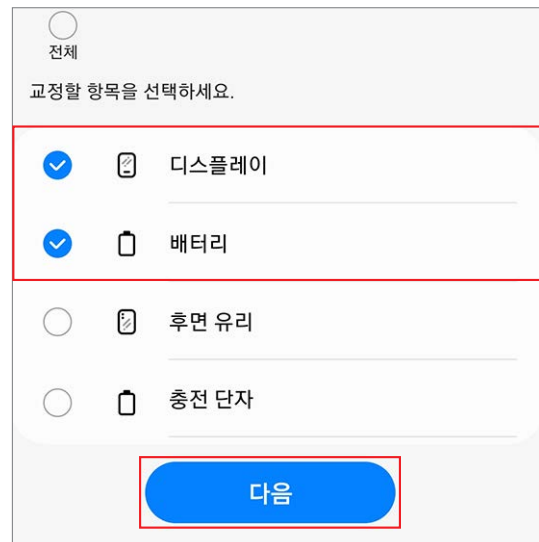 전체
교정할 항목을 선택하세요.
디스플레이
배터리
후면 유리
충전 단자
다음